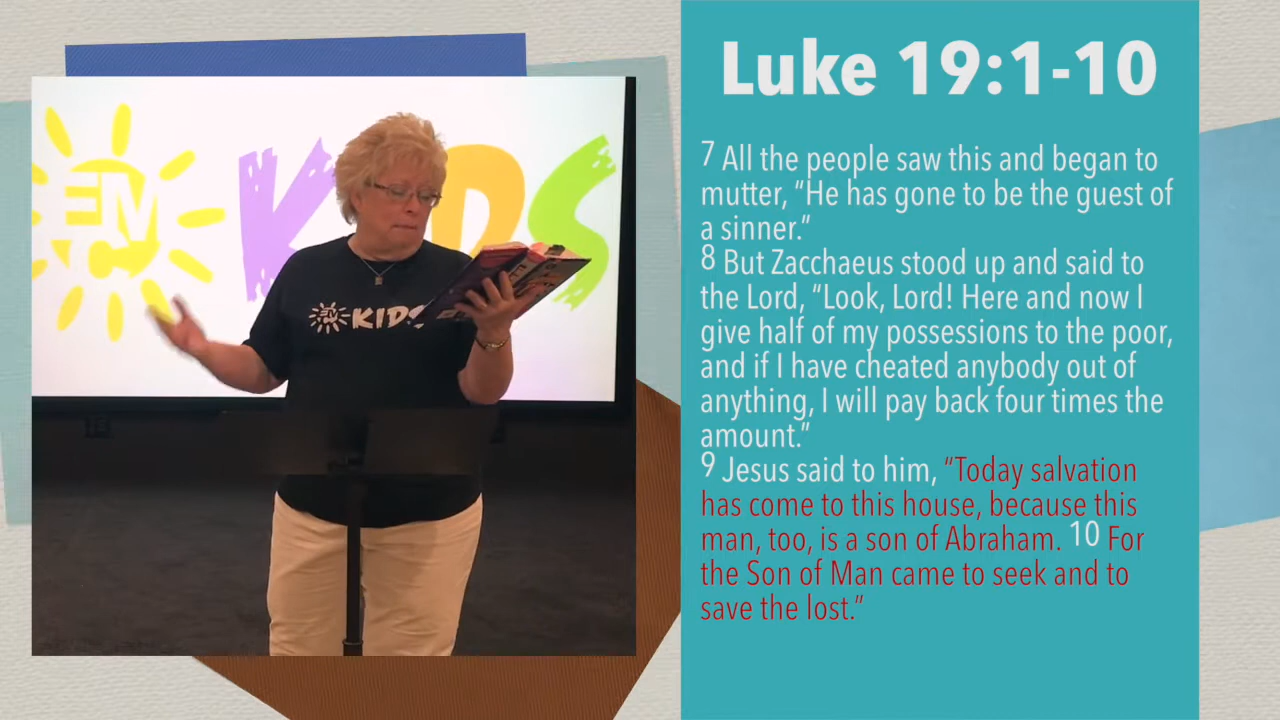 EM
KIDS
EM KIDS
Luke 19:1-10
7 All the people saw this and began to
mutter, “He has gone to be the guest of
a sinner.”
8 But Zacchaeus stood up and said to
the Lord, “Look, Lord! Here and now I
give half of my possessions to the poor,
and if I have cheated anybody out of
anything, I will pay back four times the
amount.”
9 Jesus said to him, “Today salvation
has come to this house, because this
man, too, is a son of Abraham. 10 For
the Son of Man came to seek and to
save the lost.”